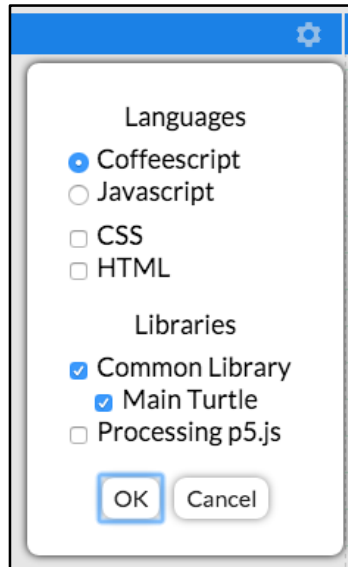 Languages
Coffeescript
Javascript
CSS
HTML
Libraries
Common Library
Main Turtle
Processing p5.js
OK Cancel